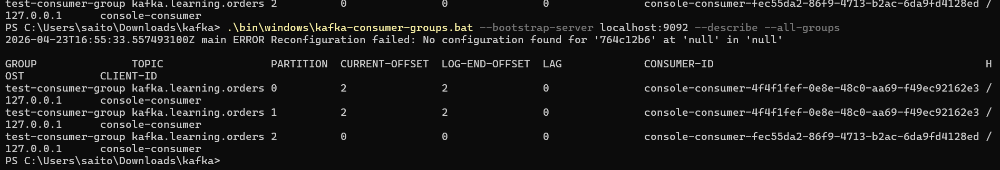 test-consumer-group kafka.learning.orders 2          0               0               0               console-consumer-fec55da2-86f9-4713-b2ac-6da9fd4128ed /
127.0.0.1      console-consumer
PS C:\Users\saito\Downloads\kafka> .\bin\windows\kafka-consumer-groups.bat --bootstrap-server localhost:9092 --describe --all-groups
2026-04-23T16:55:33.557493100Z main ERROR Reconfiguration failed: No configuration found for '764c12b6' at 'null' in 'null'

GROUP               TOPIC                 PARTITION  CURRENT-OFFSET  LOG-END-OFFSET  LAG             CONSUMER-ID                                           H
OST            CLIENT-ID
test-consumer-group kafka.learning.orders 0          2               2               0               console-consumer-4f4f1fef-0e8e-48c0-aa69-f49ec92162e3 /
127.0.0.1      console-consumer
test-consumer-group kafka.learning.orders 1          2               2               0               console-consumer-4f4f1fef-0e8e-48c0-aa69-f49ec92162e3 /
127.0.0.1      console-consumer
test-consumer-group kafka.learning.orders 2          0               0               0               console-consumer-fec55da2-86f9-4713-b2ac-6da9fd4128ed /
127.0.0.1      console-consumer
PS C:\Users\saito\Downloads\kafka>